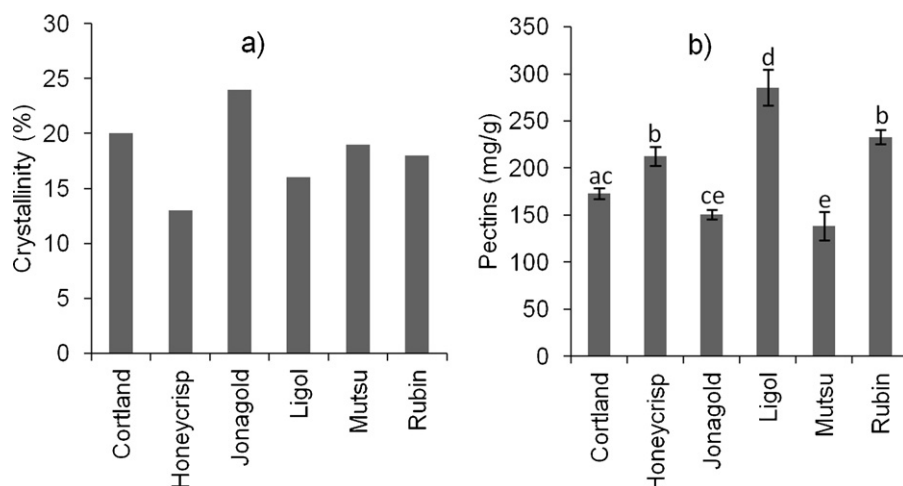 a)
Crystallinity (%)
30
25
20
15
10
5
0
Cortland
Honeycrisp
Jonagold
Ligol
Mutsu
Rubin
b)
Pectins (mg/g)
350
300
250
200
150
100
50
0
ac
b
ce
d
e
b
Cortland
Honeycrisp
Jonagold
Ligol
Mutsu
Rubin